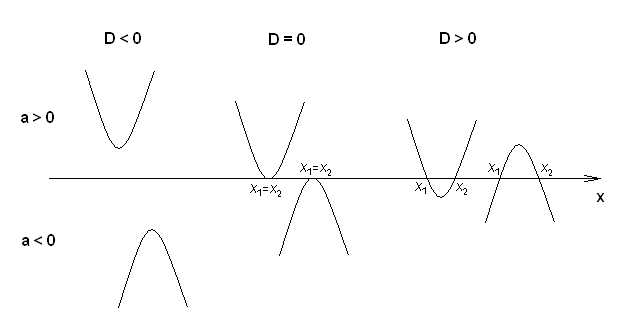 D < 0
D = 0
D > 0
a > 0
x₁=x₂
x₁=x₂
x₁
x₂
x₁
x₂
x
a < 0